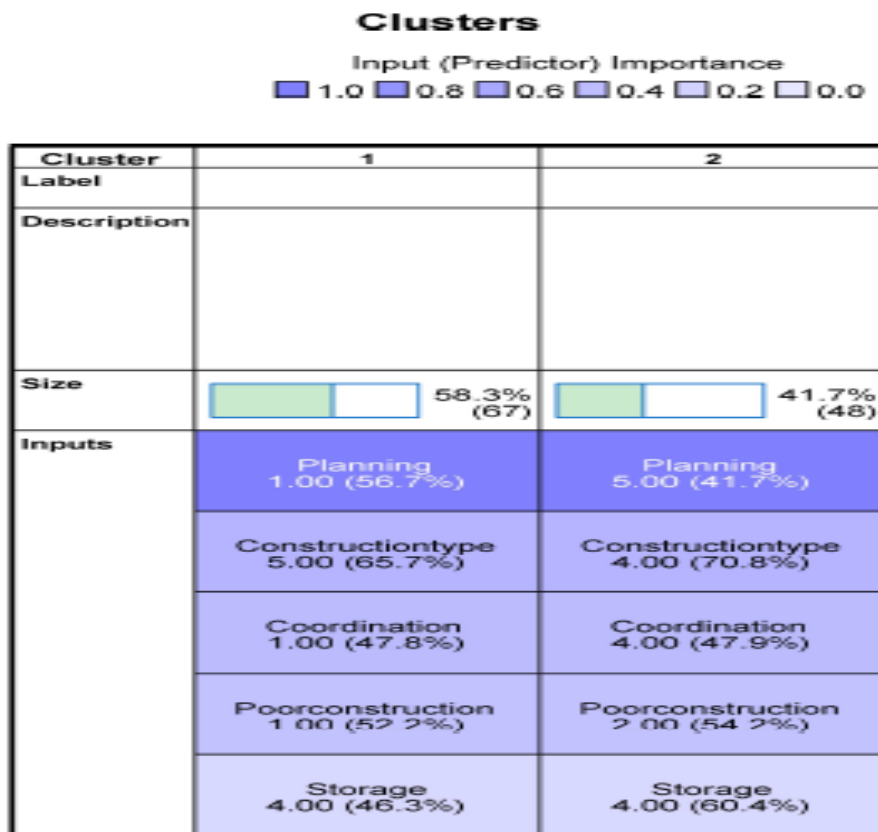 Clusters
Input (Predictor) Importance
1.0 0.8 0.6 0.4 0.2 0.0
Cluster 1 2
Label
Description
Size 58.3% (67) 41.7% (48)
Inputs
Planning Planning
1.00 (56.7%) 5.00 (41.7%)
Constructiontype Constructiontype
5.00 (65.7%) 4.00 (70.8%)
Coordination Coordination
1.00 (47.8%) 4.00 (47.9%)
Poorconstruction Poorconstruction
1.00 (52.2%) 2.00 (54.2%)
Storage Storage
4.00 (46.3%) 4.00 (60.4%)